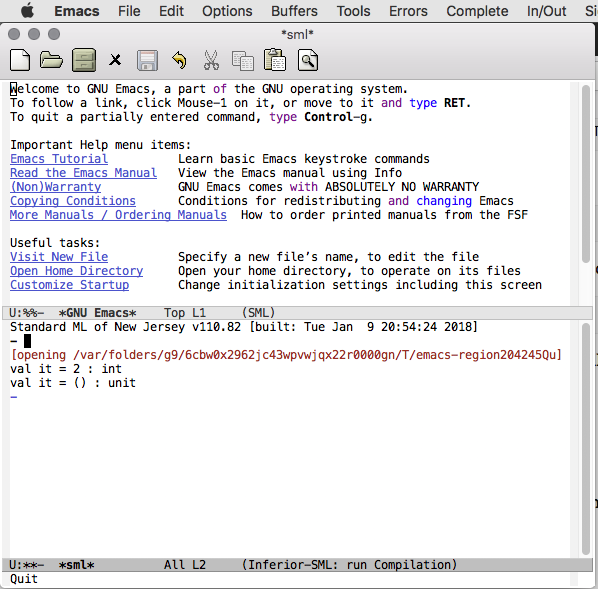 Emacs File Edit Options Buffers Tools Errors Complete In/Out
*sml*
Welcome to GNU Emacs, a part of the GNU operating system.
To follow a link, click Mouse-1 on it, or move to it and type RET.
To quit a partially entered command, type Control-g.
Important Help menu items:
Emacs Tutorial Learn basic Emacs keystroke commands
Read the Emacs Manual View the Emacs manual using Info
(Non)Warranty GNU Emacs comes with ABSOLUTELY NO WARRANTY
Copying Conditions Conditions for redistributing and changing Emacs
More Manuals / Ordering Manuals How to order printed manuals from the FSF
Useful tasks:
Visit New File Specify a new file's name, to edit the file
Open Home Directory Open your home directory, to operate on its files
Customize Startup Change initialization settings including this screen
U:%%- *GNU Emacs* Top L1 (SML)
Standard ML of New Jersey v110.82 [built: Tue Jan 9 20:54:24 2018]
-
[opening /var/folders/g9/6cbw0x2962jc43wpvwjqx22r0000gn/T/emacs-region204245Qu]
val it = 2 : int
val it = () : unit
-
U:**- *sml* All L2 (Inferior-SML: run Compilation)
Quit